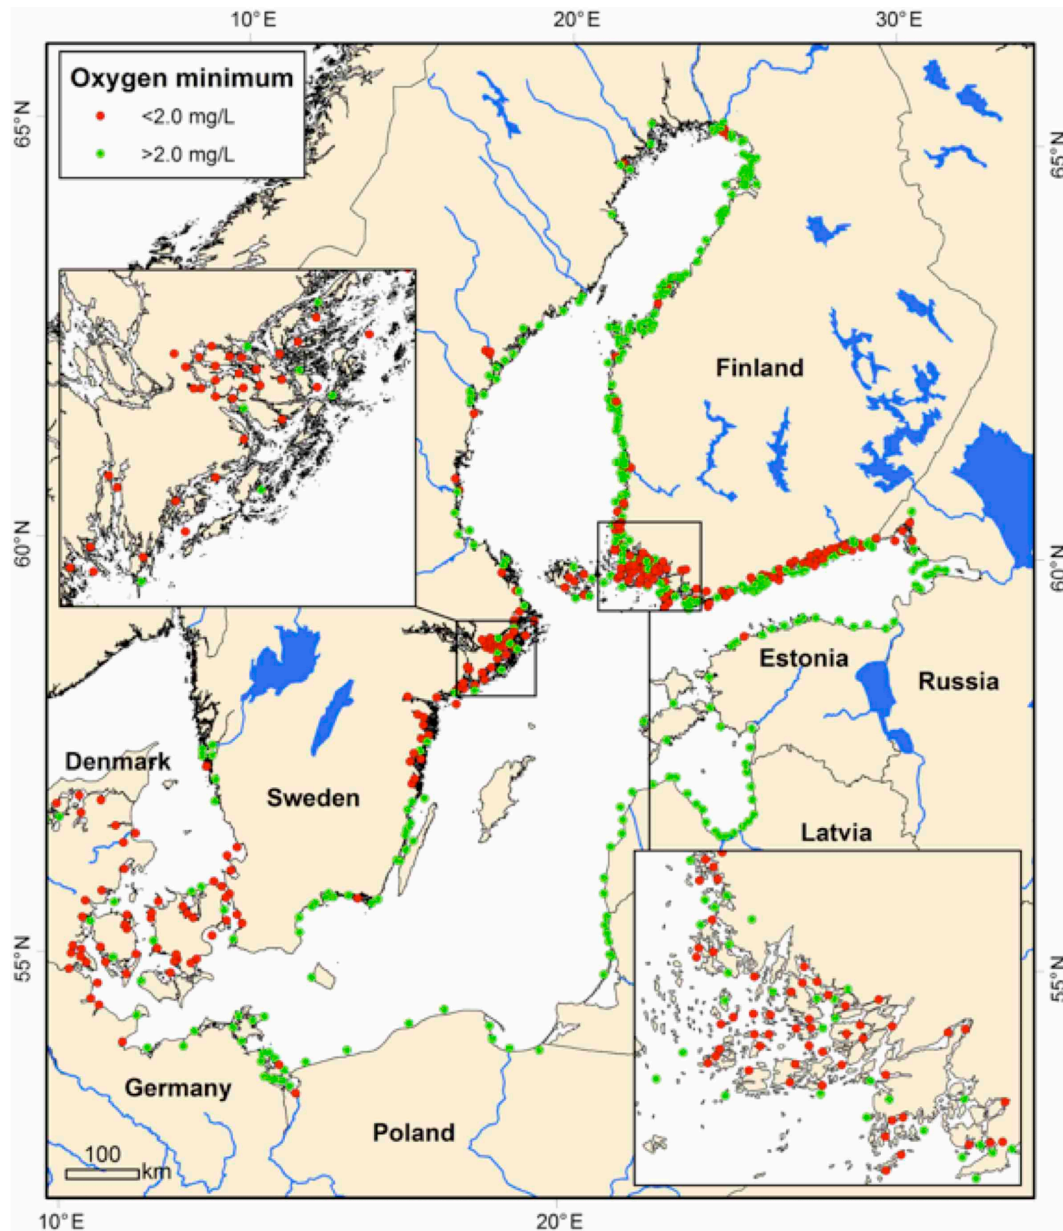 10°E 20°E 30°E
Oxygen minimum
<2.0 mg/L
>2.0 mg/L
65°N
65°N
Finland
60°N
60°N
Estonia
Russia
Denmark
Sweden
Latvia
55°N
55°N
Germany
Poland
100
km
10°E 20°E